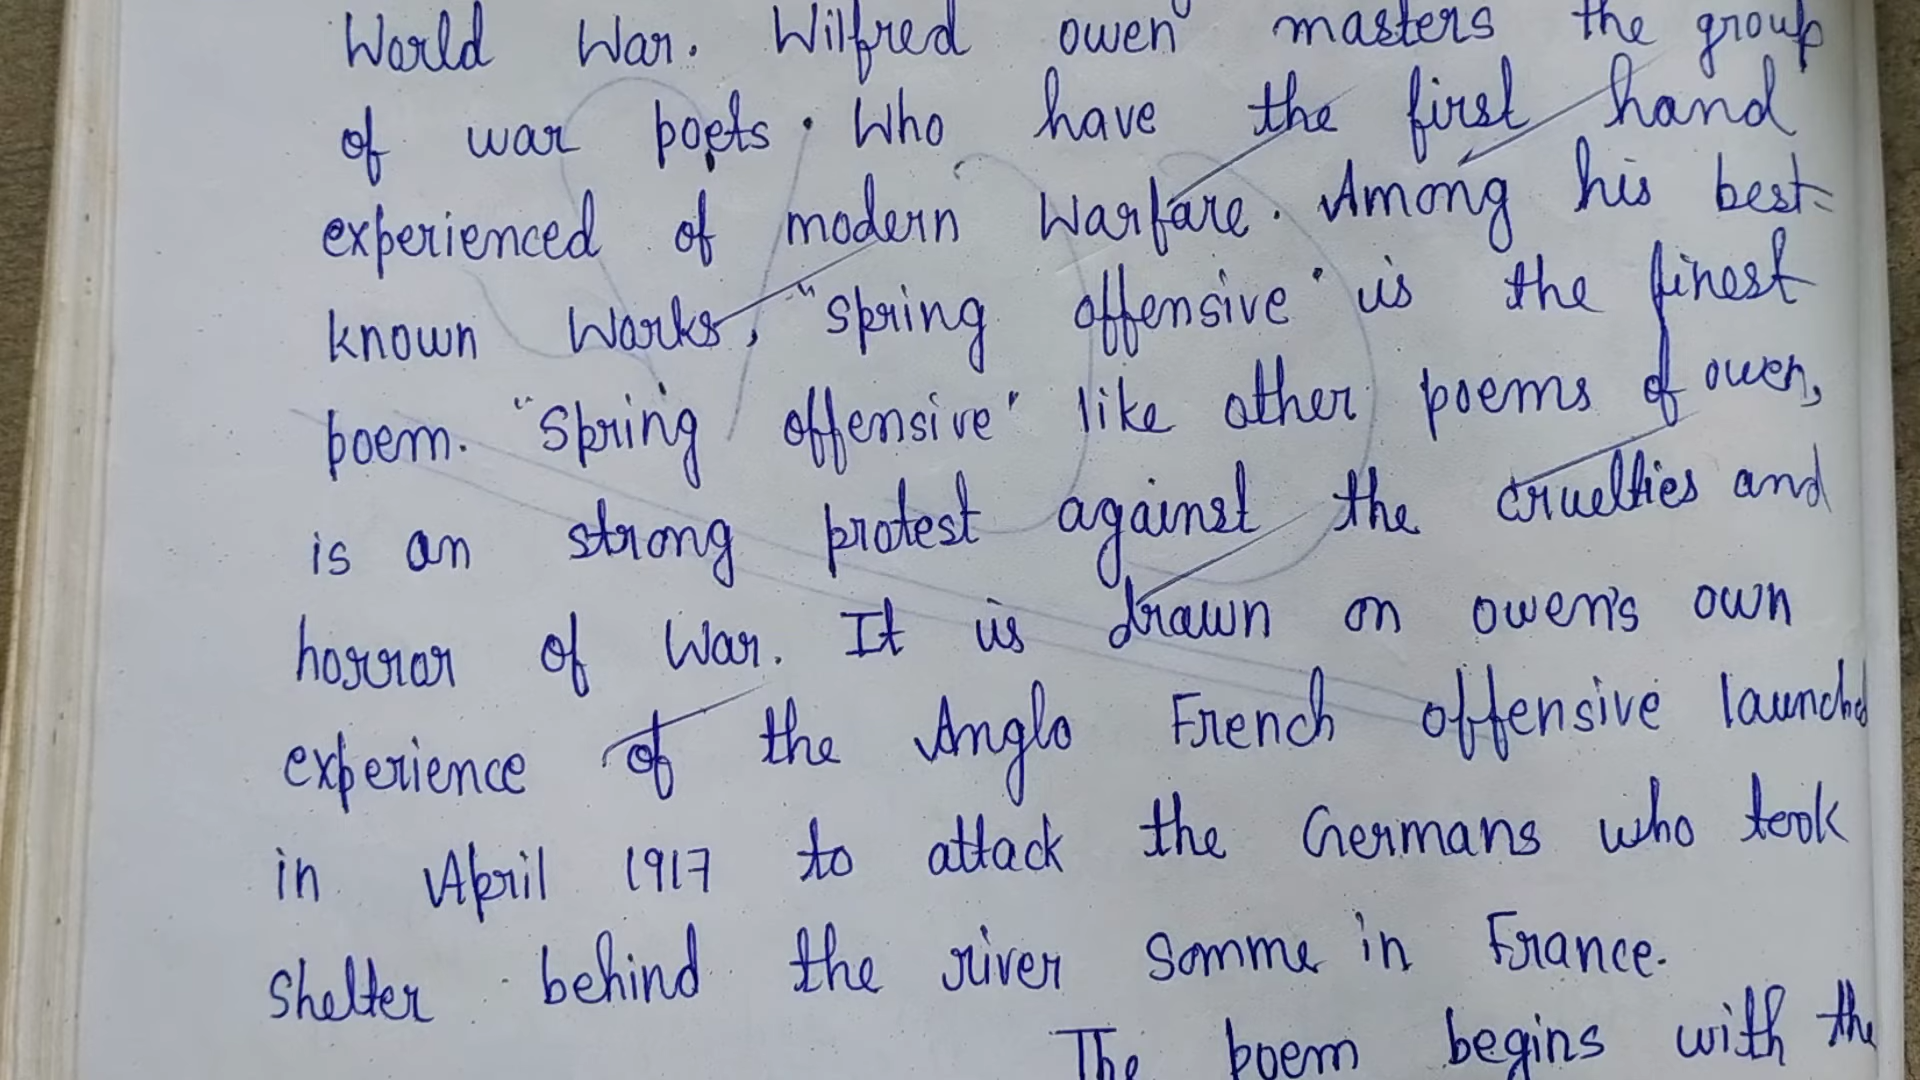 World War. Wilfred owen masters the group
of war poets. Who have the first hand
experienced of modern Warfare. Among his best-
known Works, "Spring offensive" is the finest
poem. "Spring offensive" like other poems of owen,
is an strong protest against the cruelties and
horror of War. It is drawn on owen's own
experience of the Anglo French offensive launched
in April 1917 to attack the Germans who took
Shelter behind the river Somme in France.
The poem begins with the